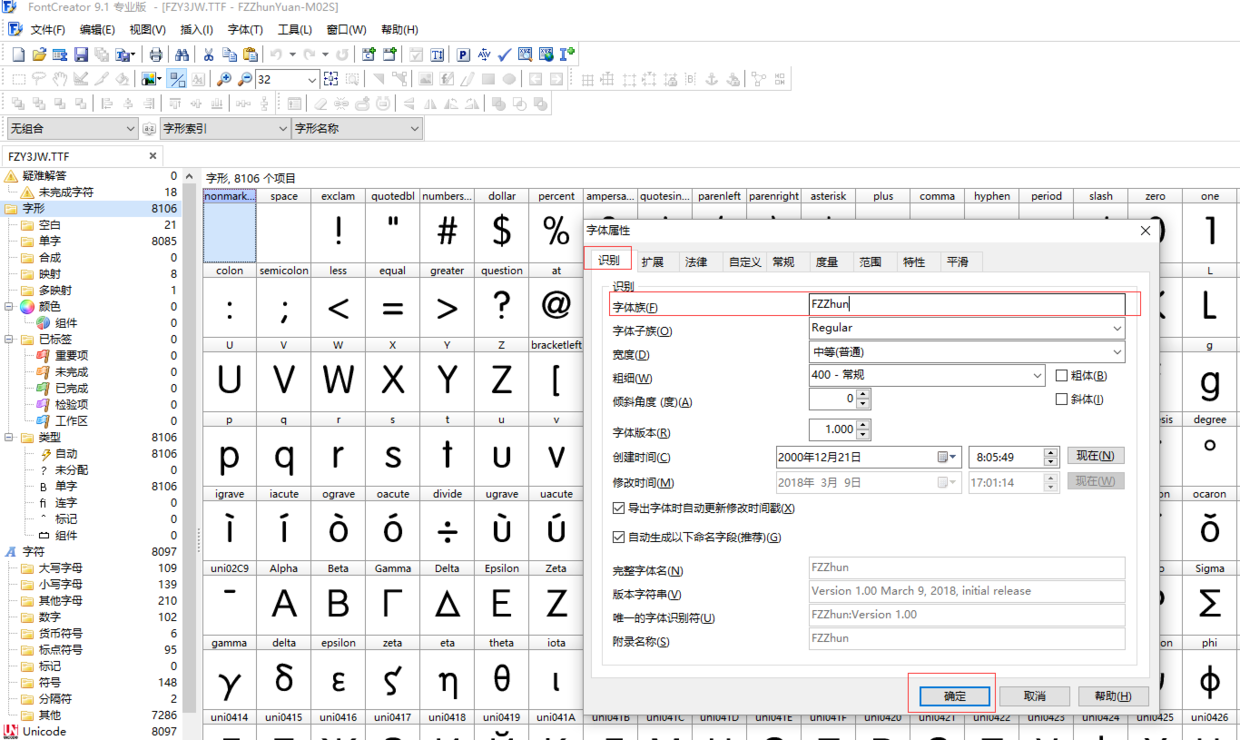 FontCreator 9.1 专业版 - [FZY3JW.TTF - FZZhunYuan-M02S]
文件(F) 编辑(E) 视图(V) 插入(I) 字体(T) 工具(L) 窗口(W) 帮助(H)
32
无组合 字形索引 字形名称
FZY3JW.TTF
疑难解答 0
未完成字符 18
字形 8106
空白 21
单字 8085
合成 0
映射 8
多映射 1
颜色 0
组件 0
已标签 0
重要项 0
未完成 0
已完成 0
检验项 0
工作区 0
类型 8106
自动 8106
未分配 0
单字 8106
连字 0
标记 0
组件 0
字符 8097
大写字母 109
小写字母 139
其他字母 210
数字 102
货币符号 6
标点符号 95
标记 0
符号 148
分隔符 2
其他 7286
Unicode 8097
字形, 8106 个项目
nonmark... space exclam quotedbl numbers... dollar percent ampersa... quotesin... parenleft parenright asterisk plus comma hyphen period slash zero one
! " # $ % 1
colon semicolon less equal greater question at L
: ; < = > ? @ L
U V W X Y Z bracketleft g
U V W X Y Z [ g
p q r s t u v degree
p q r s t u v °
igrave iacute ograve oacute divide ugrave uacute ocaron
ì í ò ó ÷ ù ú ǒ
uni02C9 Alpha Beta Gamma Delta Epsilon Zeta Sigma
ˉ Α Β Γ Δ Ε Ζ Σ
gamma delta epsilon zeta eta theta iota phi
γ δ ε ζ η θ ι φ
uni0414 uni0415 uni0416 uni0417 uni0418 uni0419 uni041A uni041B uni041C uni041D uni041E uni041F uni0420 uni0421 uni0422 uni0423 uni0424 uni0425 uni0426
字体属性
识别 扩展 法律 自定义 常规 度量 范围 特性 平滑
识别
字体族(F) FZZhun
字体子族(O) Regular
宽度(D) 中等(普通)
粗细(W) 400 - 常规 粗体(B)
倾斜角度 (度)(A) 0 斜体(I)
字体版本(R) 1.000
创建时间(C) 2000年12月21日 8:05:49 现在(N)
修改时间(M) 2018年 3月 9日 17:01:14 现在(W)
导出字体时自动更新修改时间戳(X)
自动生成以下命名字段(推荐)(G)
完整字体名(N) FZZhun
版本字符串(V) Version 1.00 March 9, 2018, initial release
唯一的字体识别符(U) FZZhun:Version 1.00
附录名称(S) FZZhun
确定 取消 帮助(H)